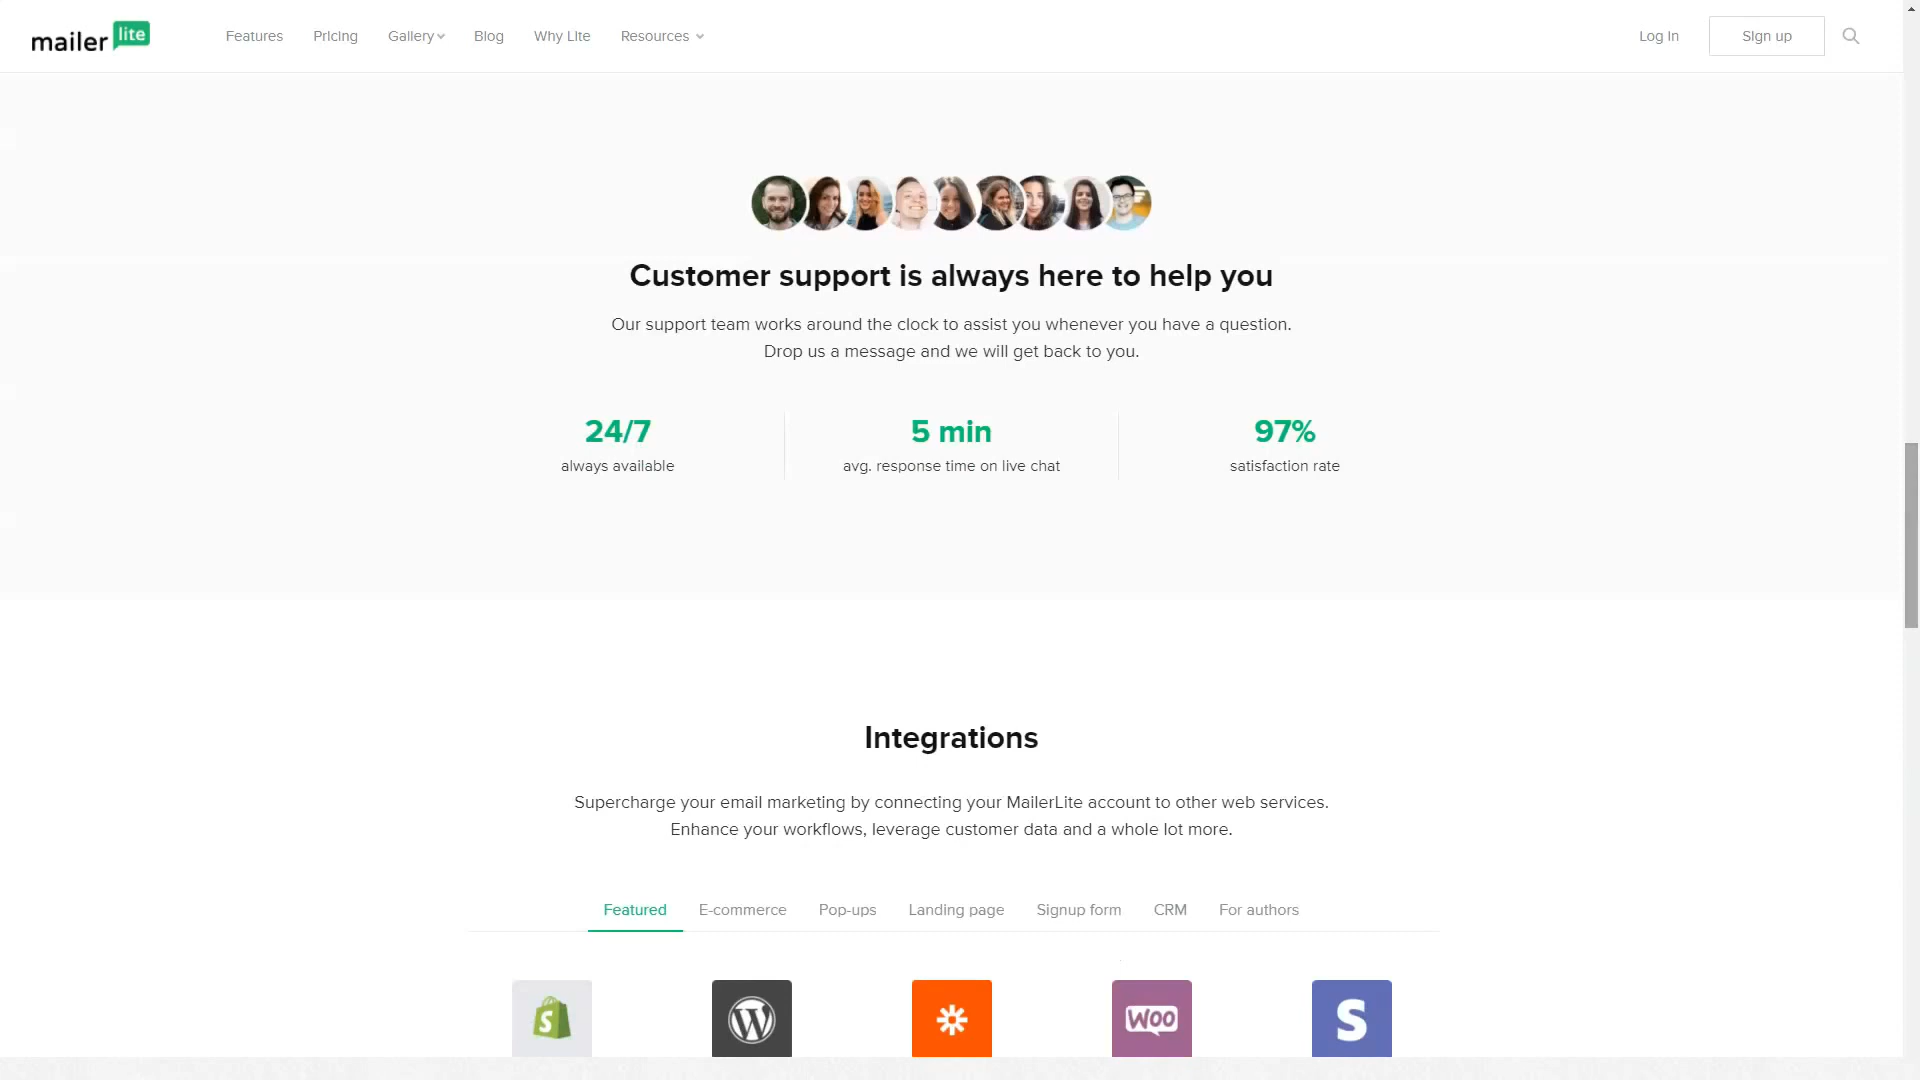 mailer lite
Features Pricing Gallery Blog Why Lite Resources Log in Sign up
Customer support is always here to help you
Our support team works around the clock to assist you whenever you have a question.
Drop us a message and we will get back to you.
24/7 5 min 97%
always available avg. response time on live chat satisfaction rate
Integrations
Supercharge your email marketing by connecting your MailerLite account to other web services.
Enhance your workflows, leverage customer data and a whole lot more.
Featured E-commerce Pop-ups Landing page Signup form CRM For authors
S W WOO S